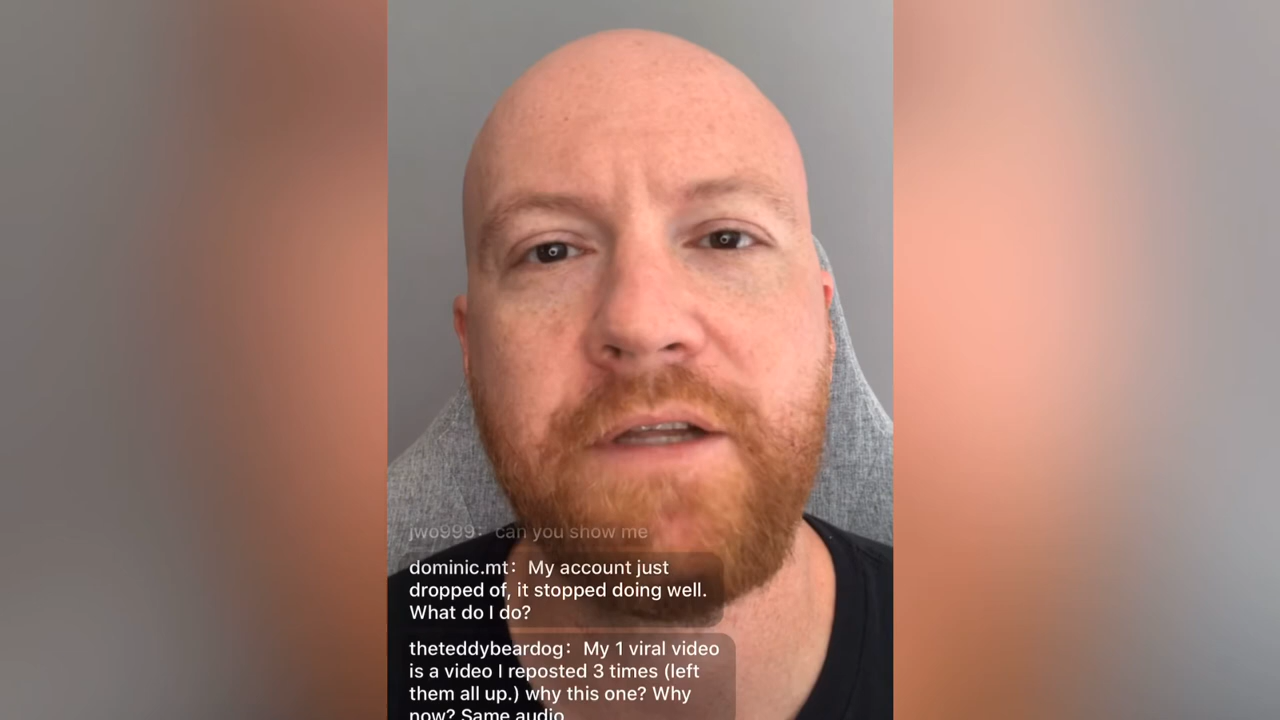 jwo999: can you show me
dominic.mt: My account just
dropped of, it stopped doing well.
What do I do?
theteddybeardog: My 1 viral video
is a video I reposted 3 times (left
them all up.) why this one? Why
now? Same audio